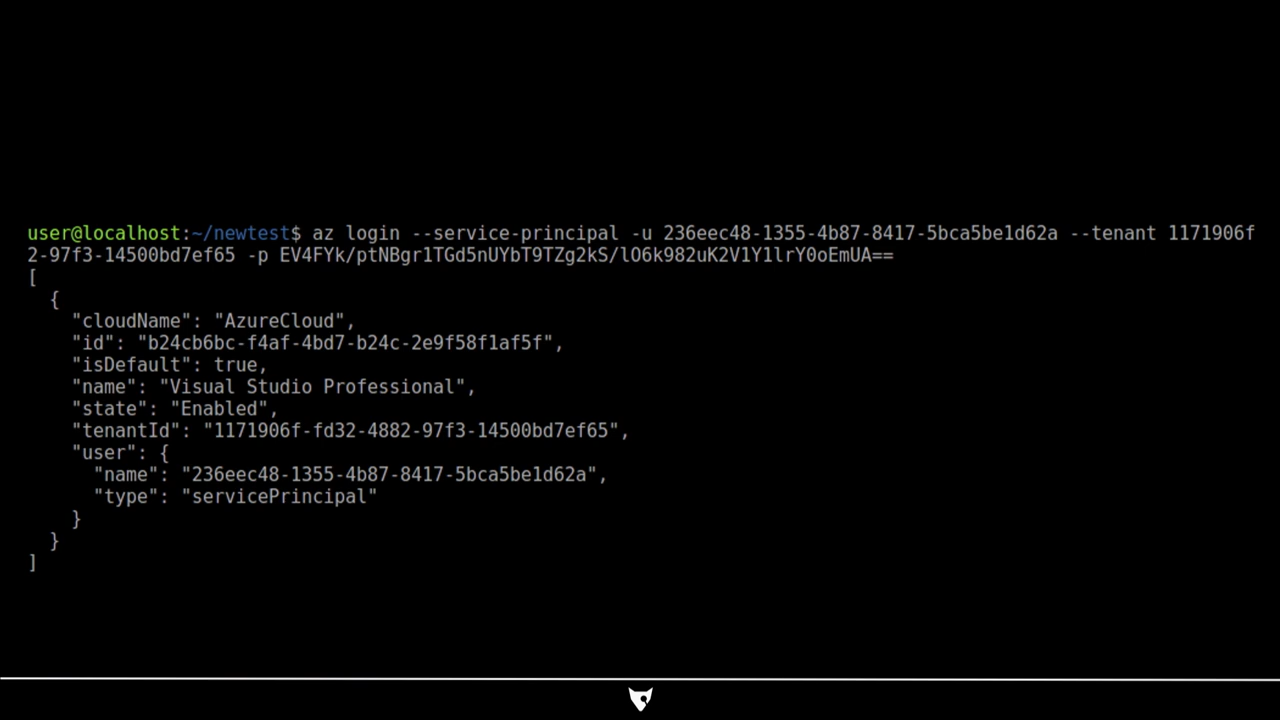 user@localhost:~/newtest$ az login --service-principal -u 236eec48-1355-4b87-8417-5bca5be1d62a --tenant 1171906f
2-97f3-14500bd7ef65 -p EV4FYk/ptNBgr1TGd5nUYbT9TZg2kS/lO6k982uK2V1Y1lrY0oEmUA==
[
  {
    "cloudName": "AzureCloud",
    "id": "b24cb6bc-f4af-4bd7-b24c-2e9f58f1af5f",
    "isDefault": true,
    "name": "Visual Studio Professional",
    "state": "Enabled",
    "tenantId": "1171906f-fd32-4882-97f3-14500bd7ef65",
    "user": {
      "name": "236eec48-1355-4b87-8417-5bca5be1d62a",
      "type": "servicePrincipal"
    }
  }
]